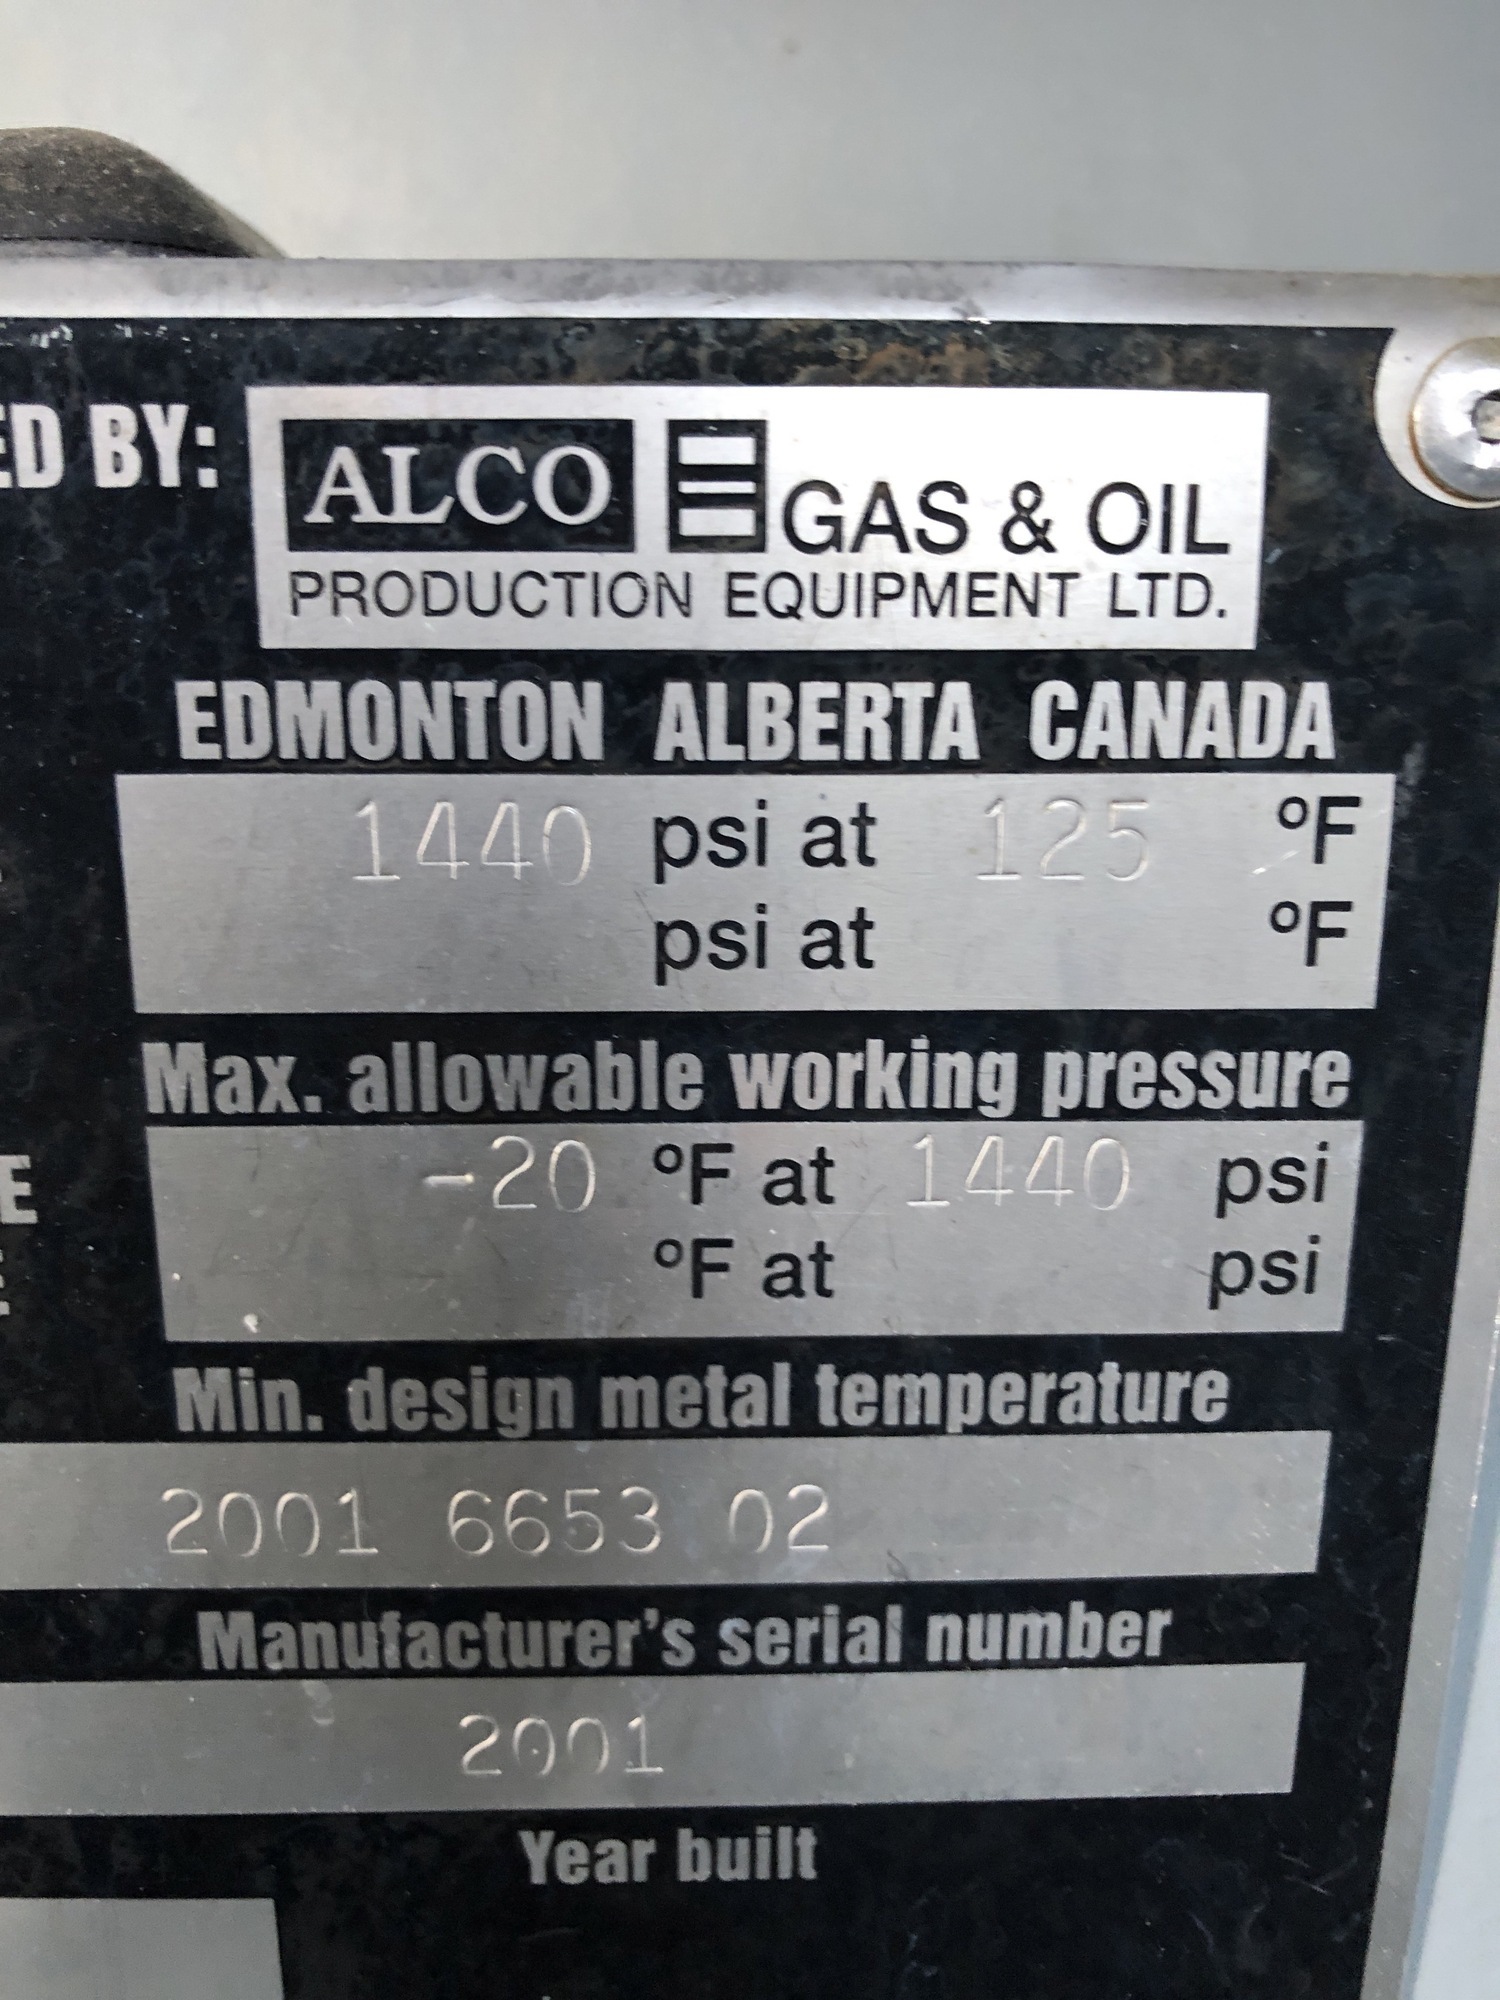 ED BY:
ALCO GAS & OIL
PRODUCTION EQUIPMENT LTD.
EDMONTON ALBERTA CANADA
1440 psi at 125 °F
psi at °F
Max. allowable working pressure
-20 °F at 1440 psi
°F at psi
Min. design metal temperature
2001 6653 02
Manufacturer's serial number
2001
Year built